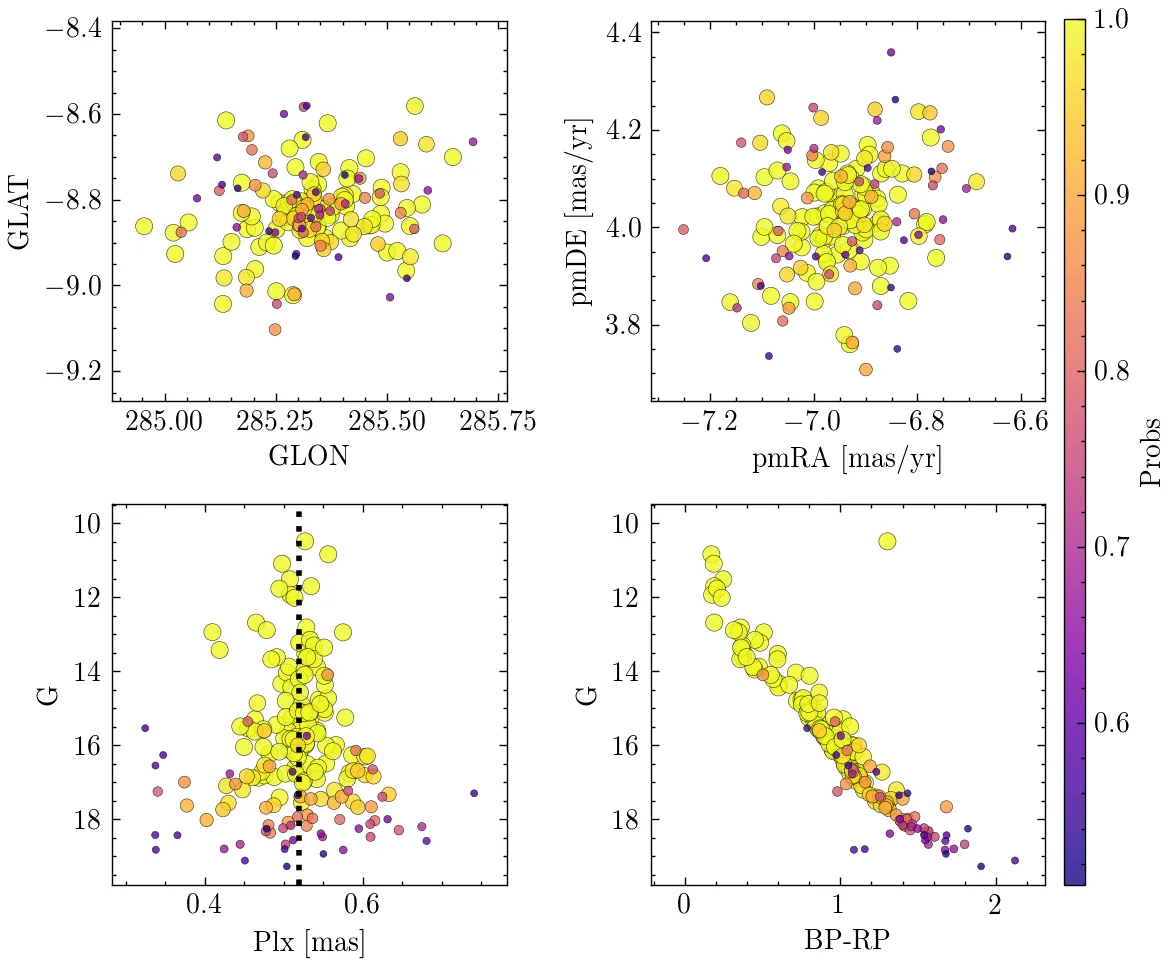 −8.4
−8.6
−8.8
−9.0
−9.2
GLAT
285.00 285.25 285.50 285.75
GLON
4.4
4.2
4.0
3.8
pmDE [mas/yr]
−7.2 −7.0 −6.8 −6.6
pmRA [mas/yr]
1.0
0.9
0.8
0.7
0.6
Probs
10
12
14
16
18
G
0.4 0.6
Plx [mas]
10
12
14
16
18
G
0 1 2
BP-RP